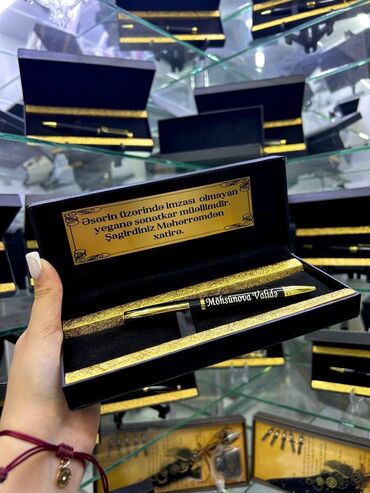 Əsərin üzərində imzası olmayan
yeganə sənətkar müəllimdir.
Şagirdiniz Məhərrəmdən
xatirə.
Möhsünova Validə